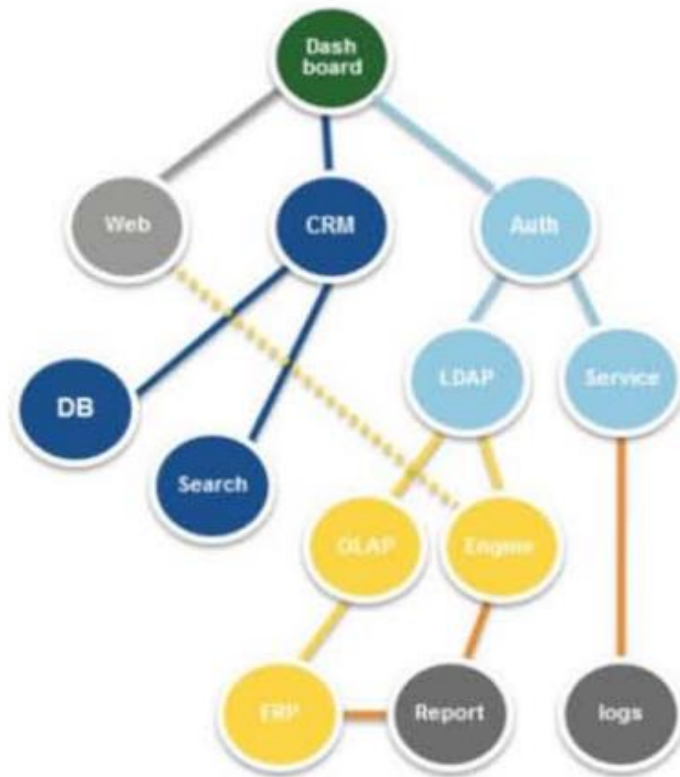 Dash
board
Web
CRM
Auth
LDAP
Service
DB
Search
OLAP
Engine
ERP
Report
logs